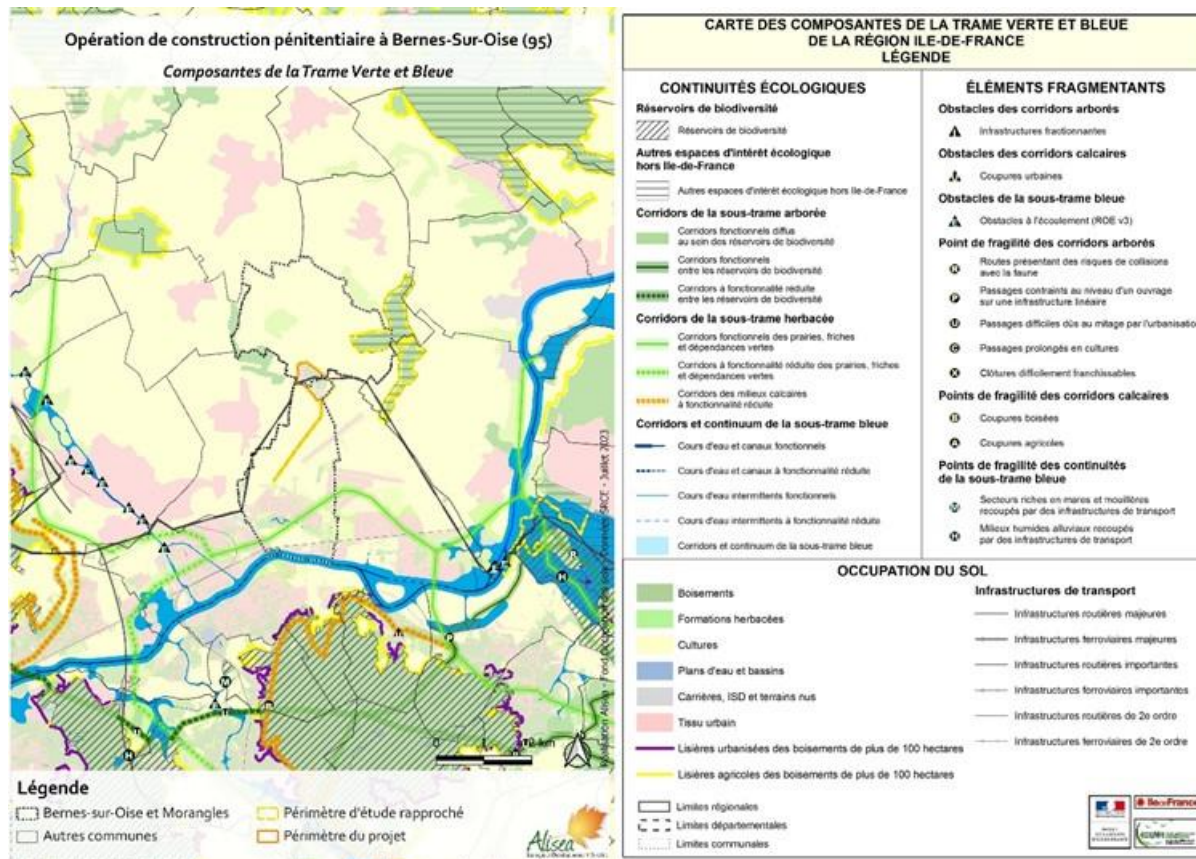 Opération de construction pénitentiaire à Bernes-Sur-Oise (95)
Composantes de la Trame Verte et Bleue
Légende
Bernes-sur-Oise et Morangles
Autres communes
Périmètre d'étude rapproché
Périmètre du projet
Alisea
CARTE DES COMPOSANTES DE LA TRAME VERTE ET BLEUE
DE LA RÉGION ILE-DE-FRANCE
LÉGENDE
CONTINUITÉS ÉCOLOGIQUES
Réservoirs de biodiversité
Réservoirs de biodiversité
Autres espaces d'intérêt écologique
hors Ile-de-France
Autres espaces d'intérêt écologique hors Ile-de-France
Corridors de la sous-trame arborée
Corridors fonctionnels diffus
au sein des réservoirs de biodiversité
Corridors fonctionnels
entre les réservoirs de biodiversité
Corridors à fonctionnalité réduite
entre les réservoirs de biodiversité
Corridors de la sous-trame herbacée
Corridors fonctionnels des prairies, friches
et dépendances vertes
Corridors à fonctionnalité réduite des prairies, friches
et dépendances vertes
Corridors des milieux calcaires
à fonctionnalité réduite
Corridors et continuum de la sous-trame bleue
Cours d'eau et canaux fonctionnels
Cours d'eau et canaux à fonctionnalité réduite
Cours d'eau intermittents fonctionnels
Cours d'eau intermittents à fonctionnalité réduite
Corridors et continuum de la sous-trame bleue
ÉLÉMENTS FRAGMENTANTS
Obstacles des corridors arborés
Infrastructures fractionnantes
Obstacles des corridors calcaires
Coupures urbaines
Obstacles de la sous-trame bleue
Obstacles à l'écoulement (ROE v3)
Point de fragilité des corridors arborés
Routes présentant des risques de collisions
avec la faune
Passages contraints au niveau d'un ouvrage
sur une infrastructure linéaire
Passages difficiles dûs au mitage par l'urbanisatio
Passages prolongés en cultures
Clôtures difficilement franchissables
Points de fragilité des corridors calcaires
Coupures boisées
Coupures agricoles
Points de fragilité des continuités
de la sous-trame bleue
Secteurs riches en mares et mouillères
recoupés par des infrastructures de transport
Milieux humides alluviaux recoupés
par des infrastructures de transport
OCCUPATION DU SOL
Boisements
Formations herbacées
Cultures
Plans d'eau et bassins
Carrières, ISD et terrains nus
Tissu urbain
Lisières urbanisées des boisements de plus de 100 hectares
Lisières agricoles des boisements de plus de 100 hectares
Limites régionales
Limites départementales
Limites communales
Infrastructures de transport
Infrastructures routières majeures
Infrastructures ferroviaires majeures
Infrastructures routières importantes
Infrastructures ferroviaires importantes
Infrastructures routières de 2e ordre
Infrastructures ferroviaires de 2e ordre